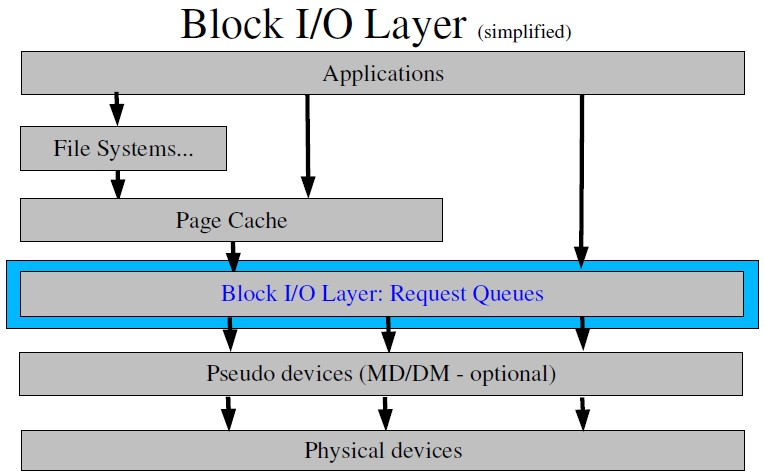 Block I/O Layer (simplified)
Applications
File Systems...
Page Cache
Block I/O Layer: Request Queues
Pseudo devices (MD/DM - optional)
Physical devices